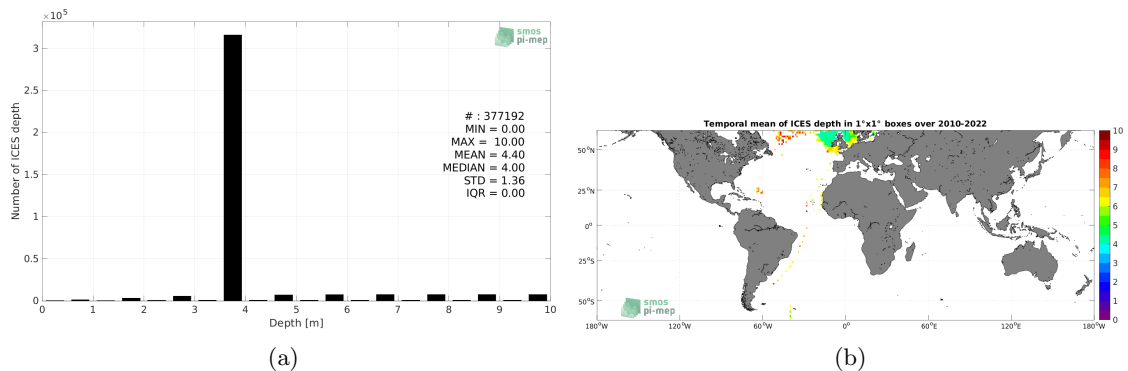 ×10⁵
smos
pi-mep
3
2.5
2
1.5
1
0.5
0
Number of ICES depth
# : 377192
MIN = 0.00
MAX = 10.00
MEAN = 4.40
MEDIAN = 4.00
STD = 1.36
IQR = 0.00
0 1 2 3 4 5 6 7 8 9 10
Depth [m]
(a)
Temporal mean of ICES depth in 1°x1° boxes over 2010-2022
50°N
25°N
0°
25°S
50°S
180°W 120°W 60°W 0° 60°E 120°E 180°W
smos
pi-mep
10
9
8
7
6
5
4
3
2
1
0
(b)